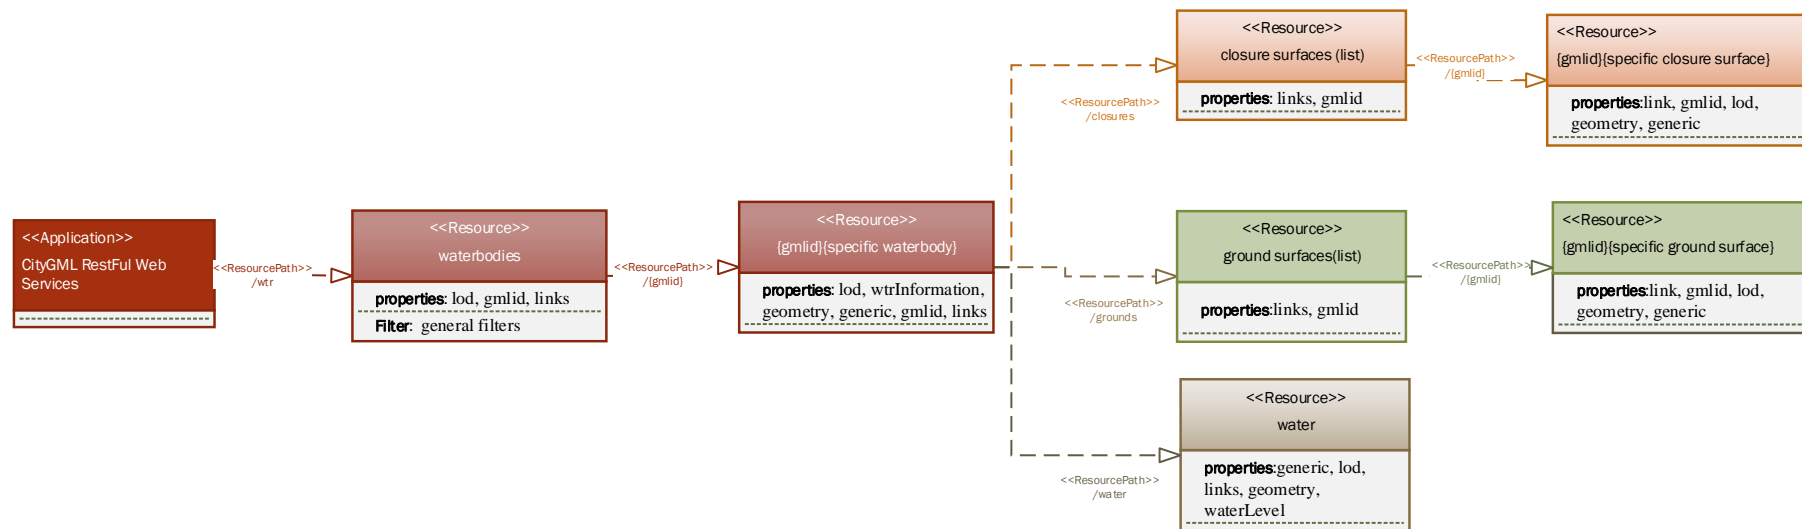 <<Application>>
CityGML RestFul Web
Services
<<ResourcePath>>
/wtr
<<Resource>>
waterbodies
properties: lod, gmlid, links
Filter: general filters
<<ResourcePath>>
/{gmlid}
<<Resource>>
{gmlid}{specific waterbody}
properties: lod, wtrInformation,
geometry, generic, gmlid, links
<<ResourcePath>>
/closures
<<Resource>>
closure surfaces (list)
properties: links, gmlid
<<ResourcePath>>
/{gmlid}
<<Resource>>
{gmlid}{specific closure surface}
properties:link, gmlid, lod,
geometry, generic
<<ResourcePath>>
/grounds
<<Resource>>
ground surfaces(list)
properties:links, gmlid
<<ResourcePath>>
/{gmlid}
<<Resource>>
{gmlid}{specific ground surface}
properties:link, gmlid, lod,
geometry, generic
<<ResourcePath>>
/water
<<Resource>>
water
properties:generic, lod,
links, geometry,
waterLevel